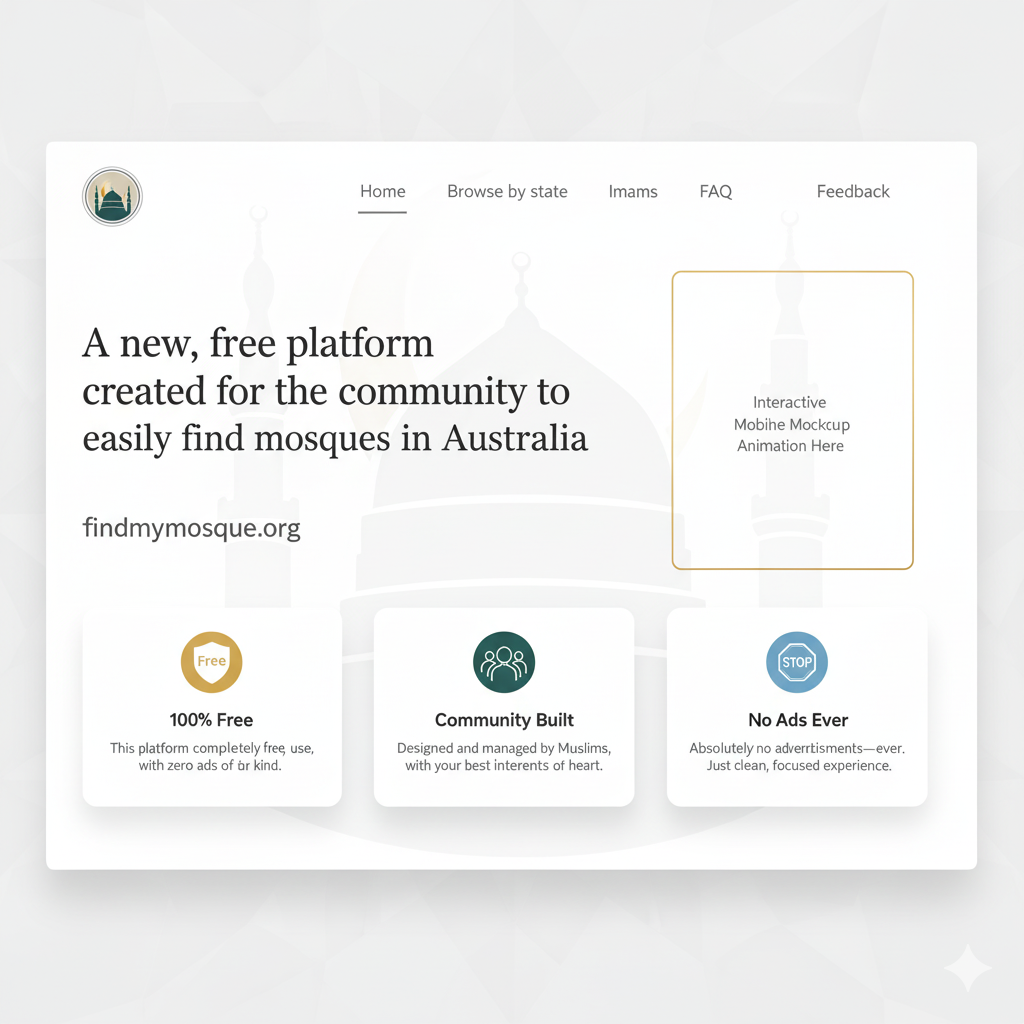 Home Browse by state Imams FAQ Feedback
A new, free platform
created for the community to
easily find mosques in Australia
findmymosque.org
Interactive
Mobihe Mockcup
Animation Here
Free
100% Free
This platform completely free, use,
with zero ads of or kind.
Community Built
Designed and managed by Muslims,
with your best interents of heart.
STOP
No Ads Ever
Absolutely no adverrtisments—ever.
Just clean, focused experience.